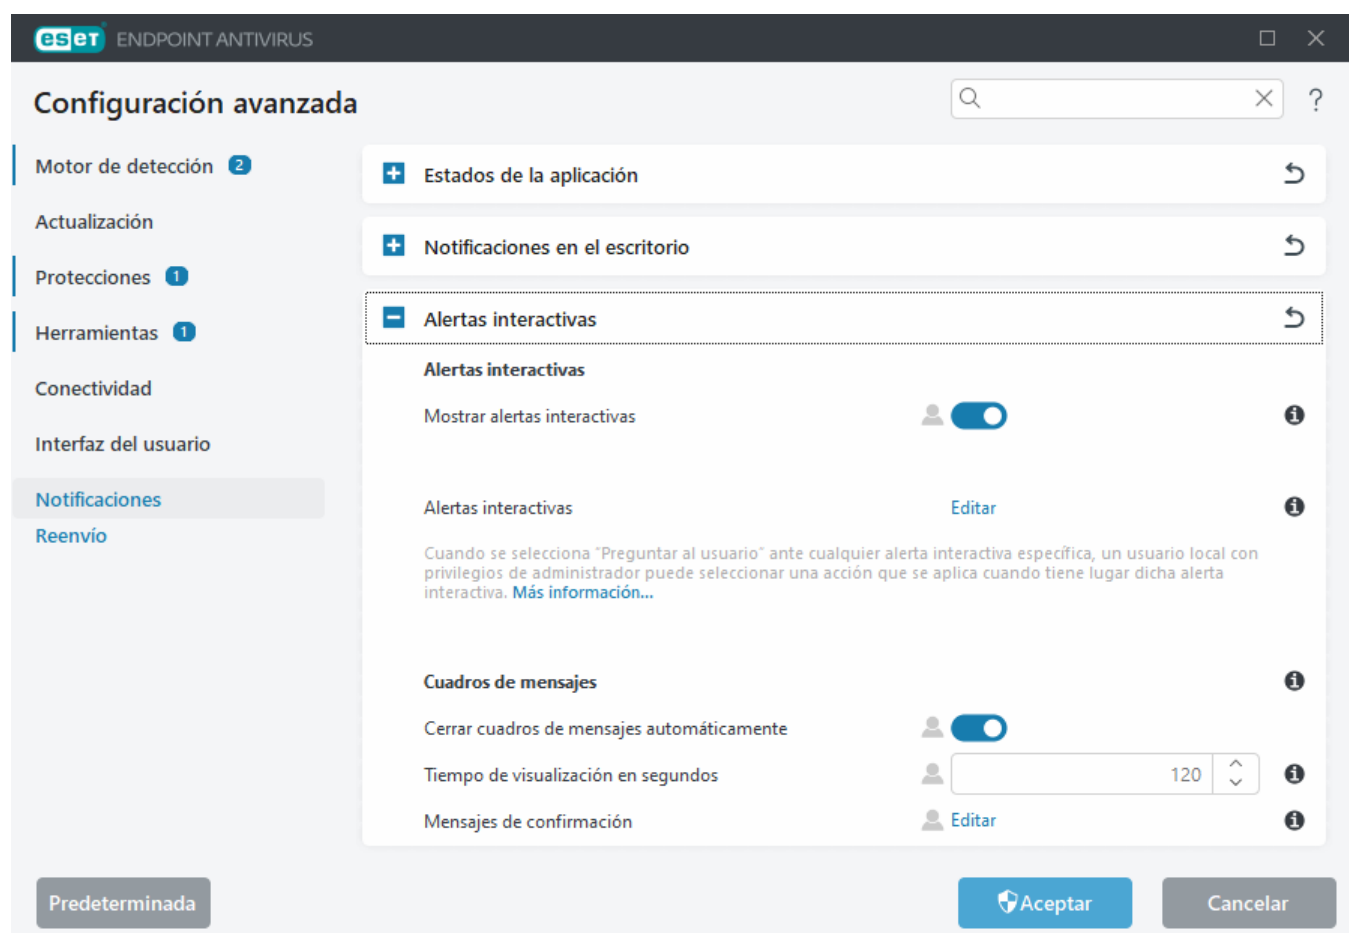 eset ENDPOINT ANTIVIRUS
Configuración avanzada
?
Motor de detección 2
Actualización
Protecciones 1
Herramientas 1
Conectividad
Interfaz del usuario
Notificaciones
Reenvío
Estados de la aplicación
Notificaciones en el escritorio
Alertas interactivas
Alertas interactivas
Mostrar alertas interactivas
Alertas interactivas Editar
Cuando se selecciona "Preguntar al usuario" ante cualquier alerta interactiva específica, un usuario local con
privilegios de administrador puede seleccionar una acción que se aplica cuando tiene lugar dicha alerta
interactiva. Más información...
Cuadros de mensajes
Cerrar cuadros de mensajes automáticamente
Tiempo de visualización en segundos 120
Mensajes de confirmación Editar
Predeterminada
Aceptar
Cancelar